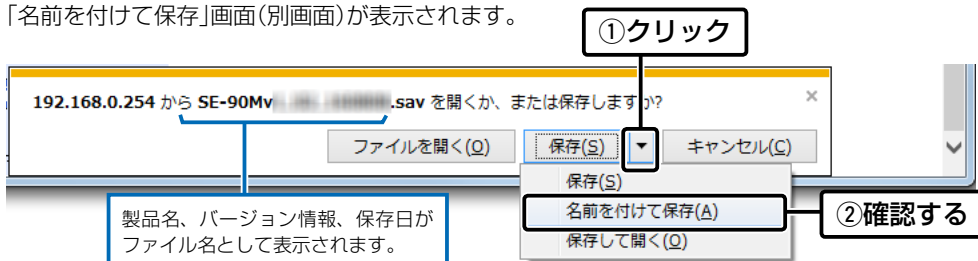 「名前を付けて保存」画面(別画面)が表示されます。
①クリック
192.168.0.254 から SE-90Mv .sav を開くか、または保存しますか?
ファイルを開く(O)
保存(S)
キャンセル(C)
保存(S)
名前を付けて保存(A)
②確認する
保存して開く(O)
製品名、バージョン情報、保存日が
ファイル名として表示されます。